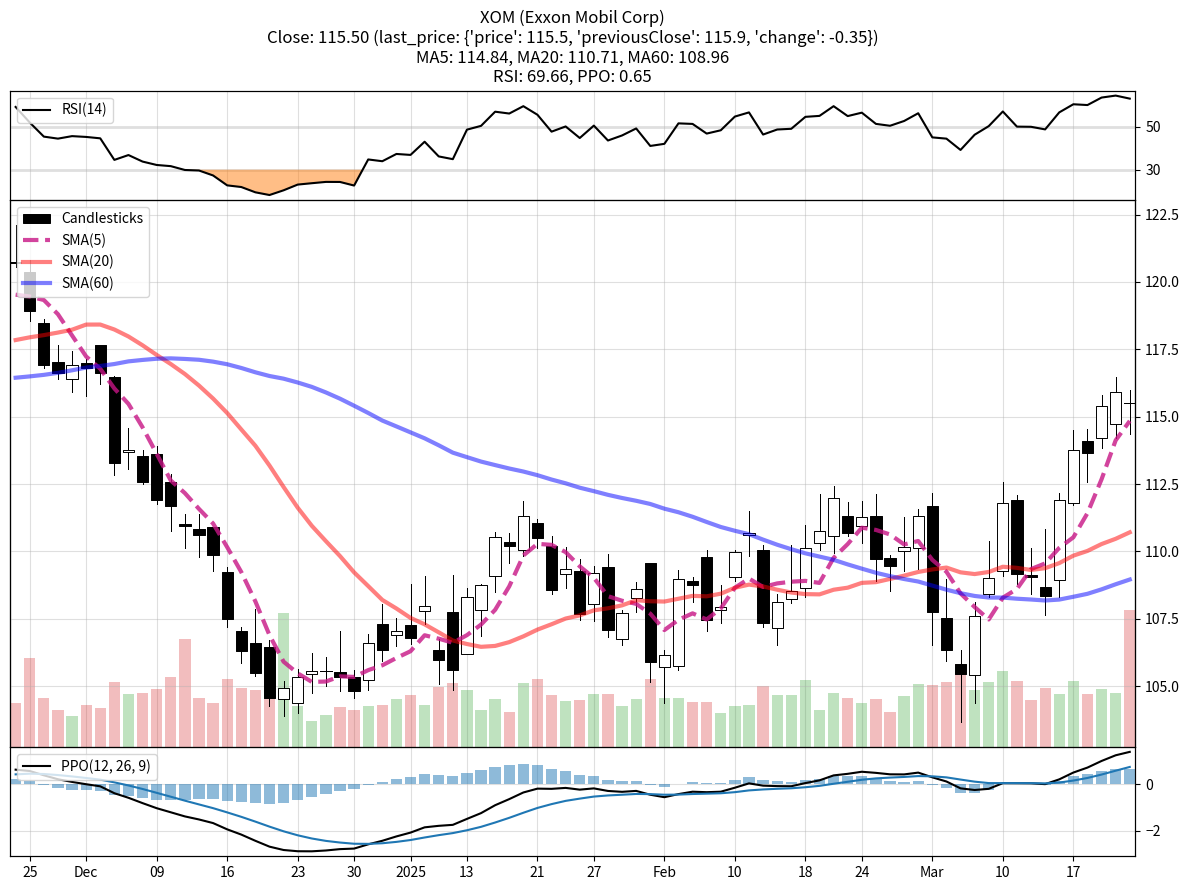 XOM (Exxon Mobil Corp)
Close: 115.50 (last_price: {'price': 115.5, 'previousClose': 115.9, 'change': -0.35})
MA5: 114.84, MA20: 110.71, MA60: 108.96
RSI: 69.66, PPO: 0.65
RSI(14)
50
30
Candlesticks
SMA(5)
SMA(20)
SMA(60)
122.5
120.0
117.5
115.0
112.5
110.0
107.5
105.0
PPO(12, 26, 9)
0
−2
25 Dec 09 16 23 30 2025 13 21 27 Feb 10 18 24 Mar 10 17